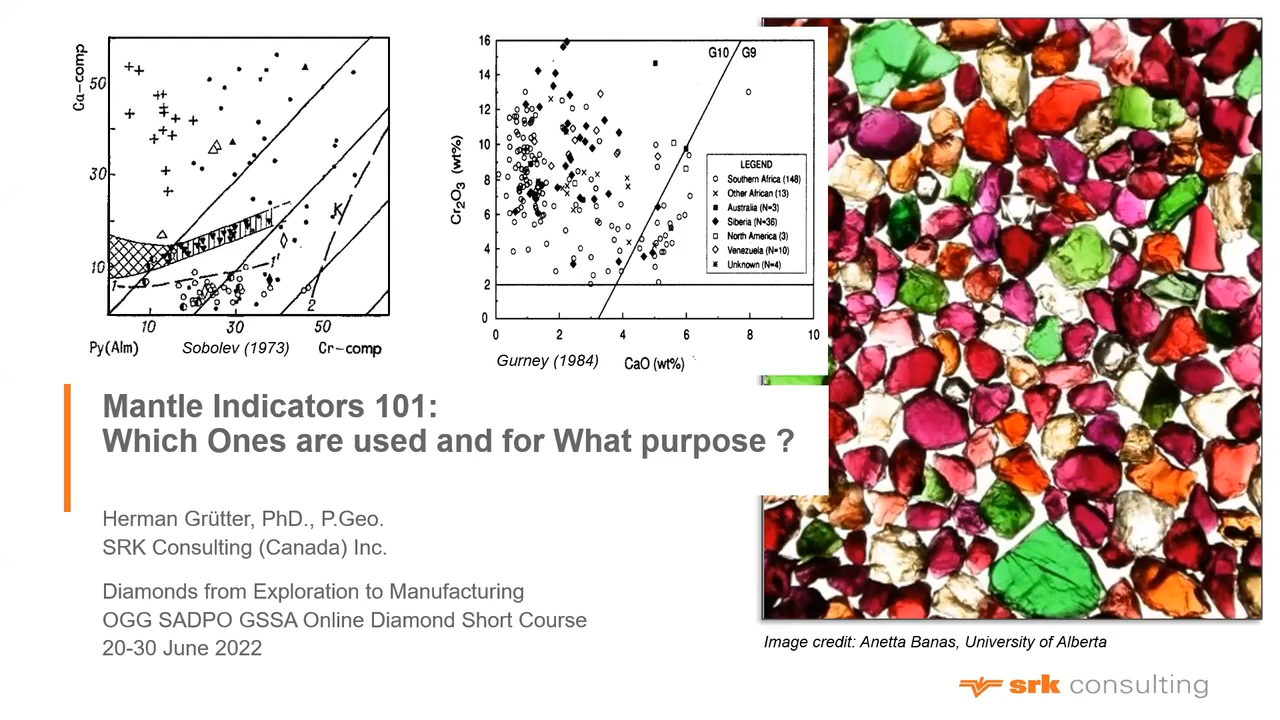 Ca-comp
50
30
10
K
1
1'
2
10
30
50
Py(Alm)
Sobolev (1973)
Cr-comp
16
14
12
10
8
6
4
2
0
Cr2O3 (wt%)
G10
G9
LEGEND
Southern Africa (148)
Other African (13)
Australia (N=3)
Siberia (N=36)
North America (3)
Venezuela (N=10)
Unknown (N=4)
0
2
4
6
8
10
Gurney (1984)
CaO (wt%)
Mantle Indicators 101:
Which Ones are used and for What purpose ?
Herman Grütter, PhD., P.Geo.
SRK Consulting (Canada) Inc.
Diamonds from Exploration to Manufacturing
OGG SADPO GSSA Online Diamond Short Course
20-30 June 2022
Image credit: Anetta Banas, University of Alberta
srk consulting